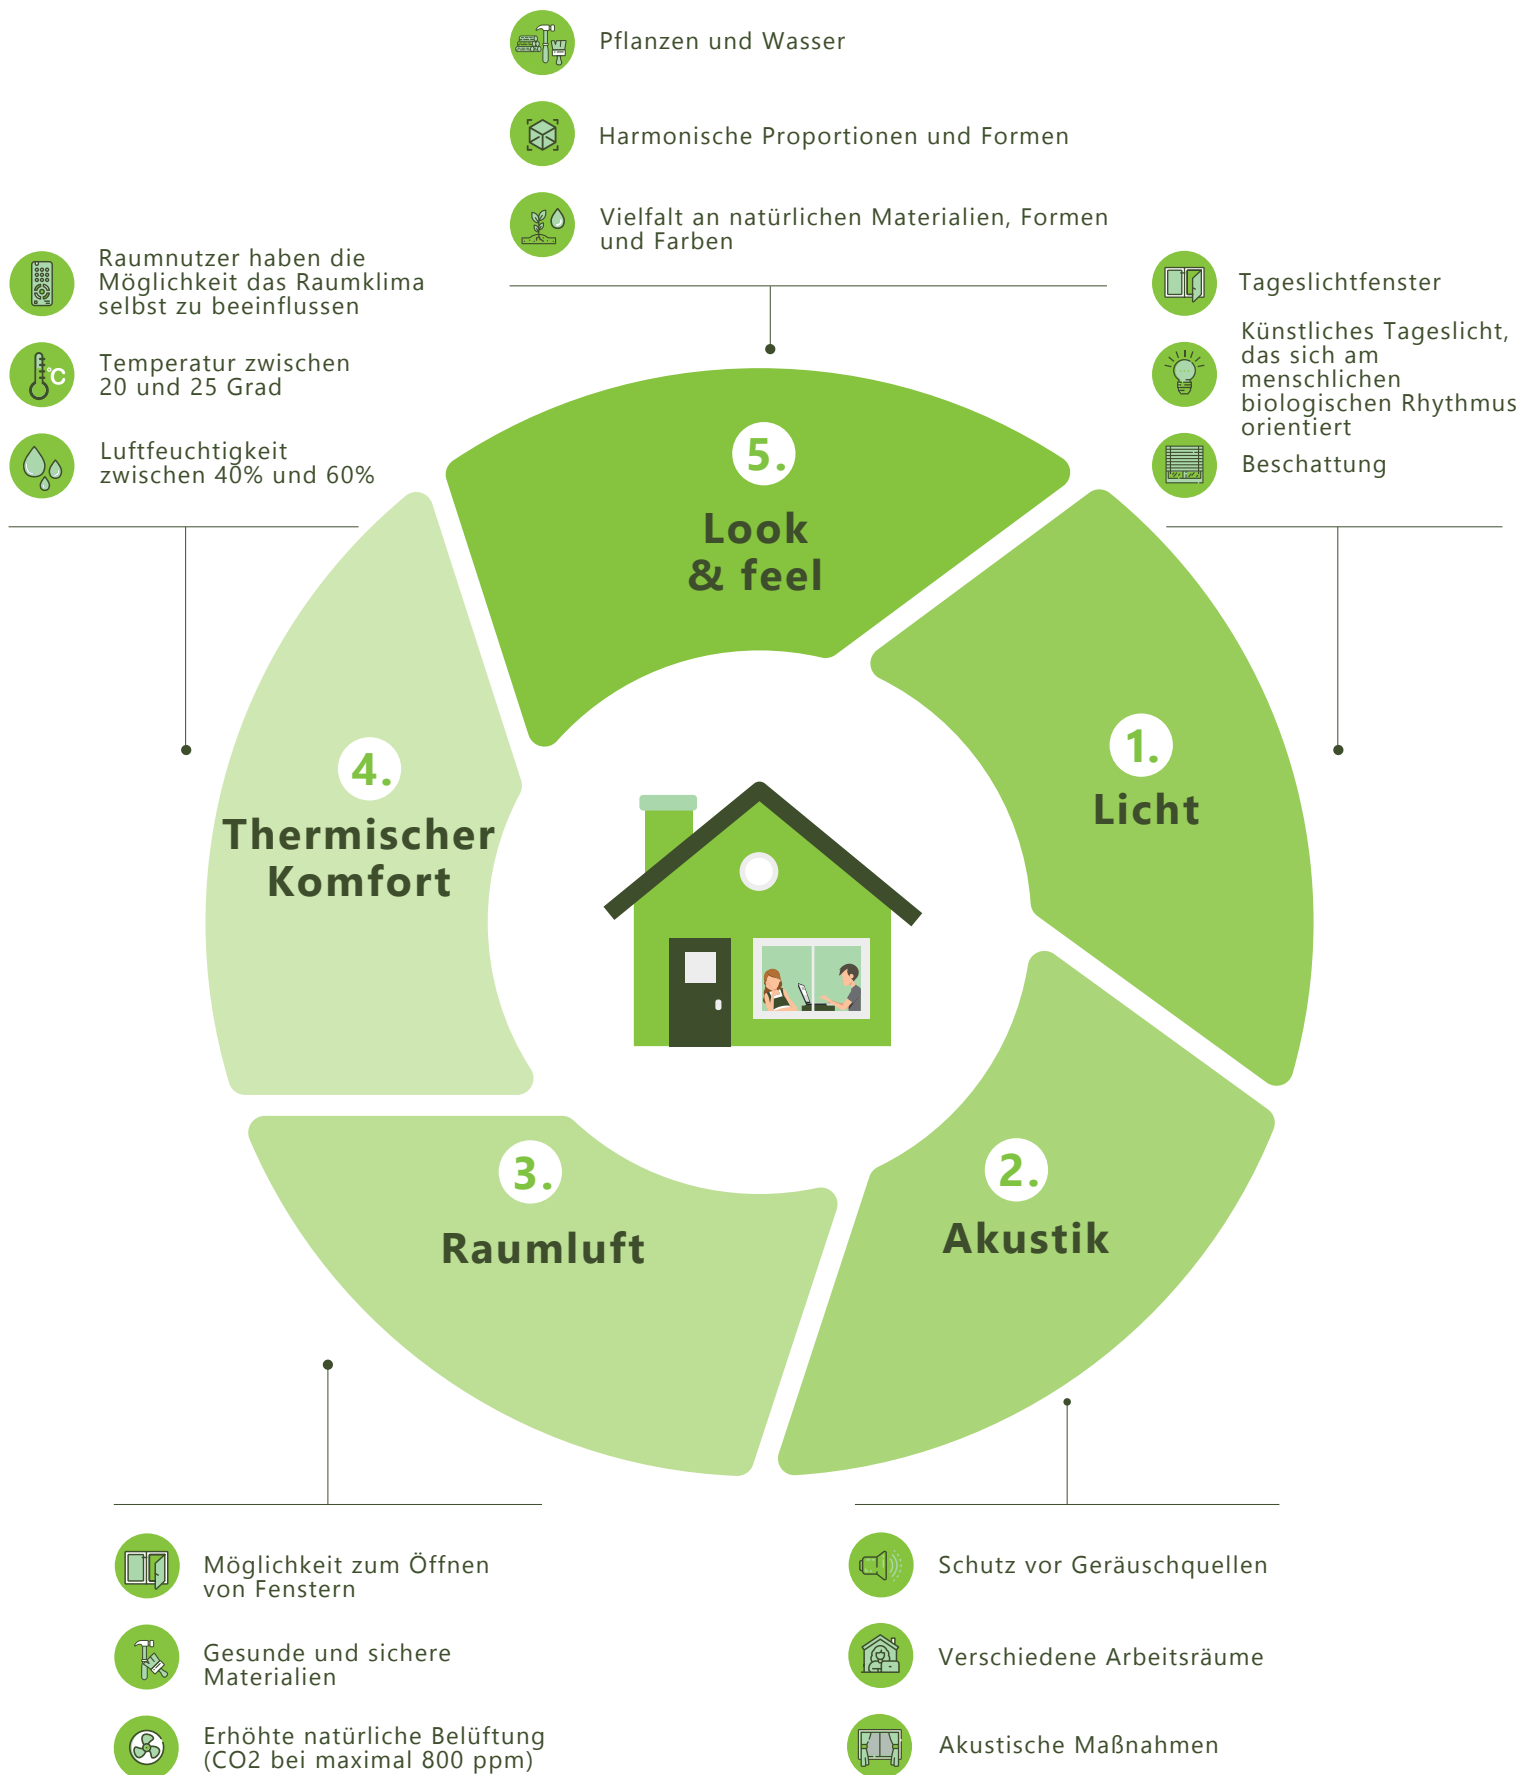 Pflanzen und Wasser
Harmonische Proportionen und Formen
Vielfalt an natürlichen Materialien, Formen
und Farben
Raumnutzer haben die
Möglichkeit das Raumklima
selbst zu beeinflussen
Temperatur zwischen
20 und 25 Grad
°C
Luftfeuchtigkeit
zwischen 40% und 60%
Tageslichtfenster
Künstliches Tageslicht,
das sich am
menschlichen
biologischen Rhythmus
orientiert
Beschattung
5.
Look
& feel
1.
Licht
4.
Thermischer
Komfort
3.
Raumluft
2.
Akustik
Möglichkeit zum Öffnen
von Fenstern
Gesunde und sichere
Materialien
Erhöhte natürliche Belüftung
(CO2 bei maximal 800 ppm)
Schutz vor Geräuschquellen
Verschiedene Arbeitsräume
Akustische Maßnahmen